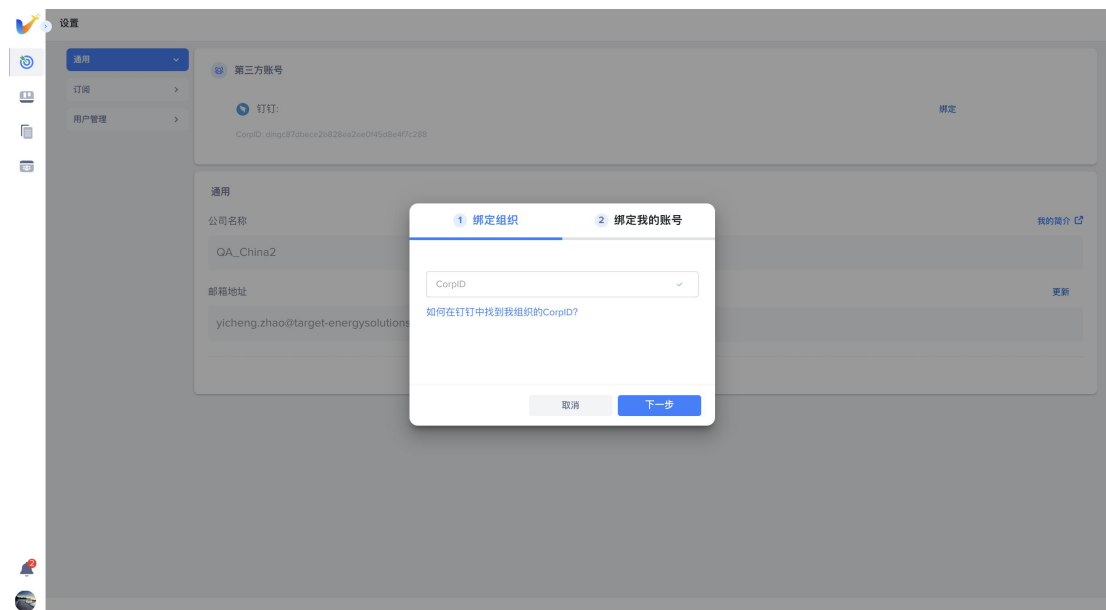 设置
通用
订阅
用户管理
第三方账号
钉钉:
绑定
通用
公司名称
我的简介
QA_China2
邮箱地址
更新
yicheng.zhao@target-energysolutions
1 绑定组织
2 绑定我的账号
CorpID
如何在钉钉中找到我组织的CorpID?
取消
下一步
2